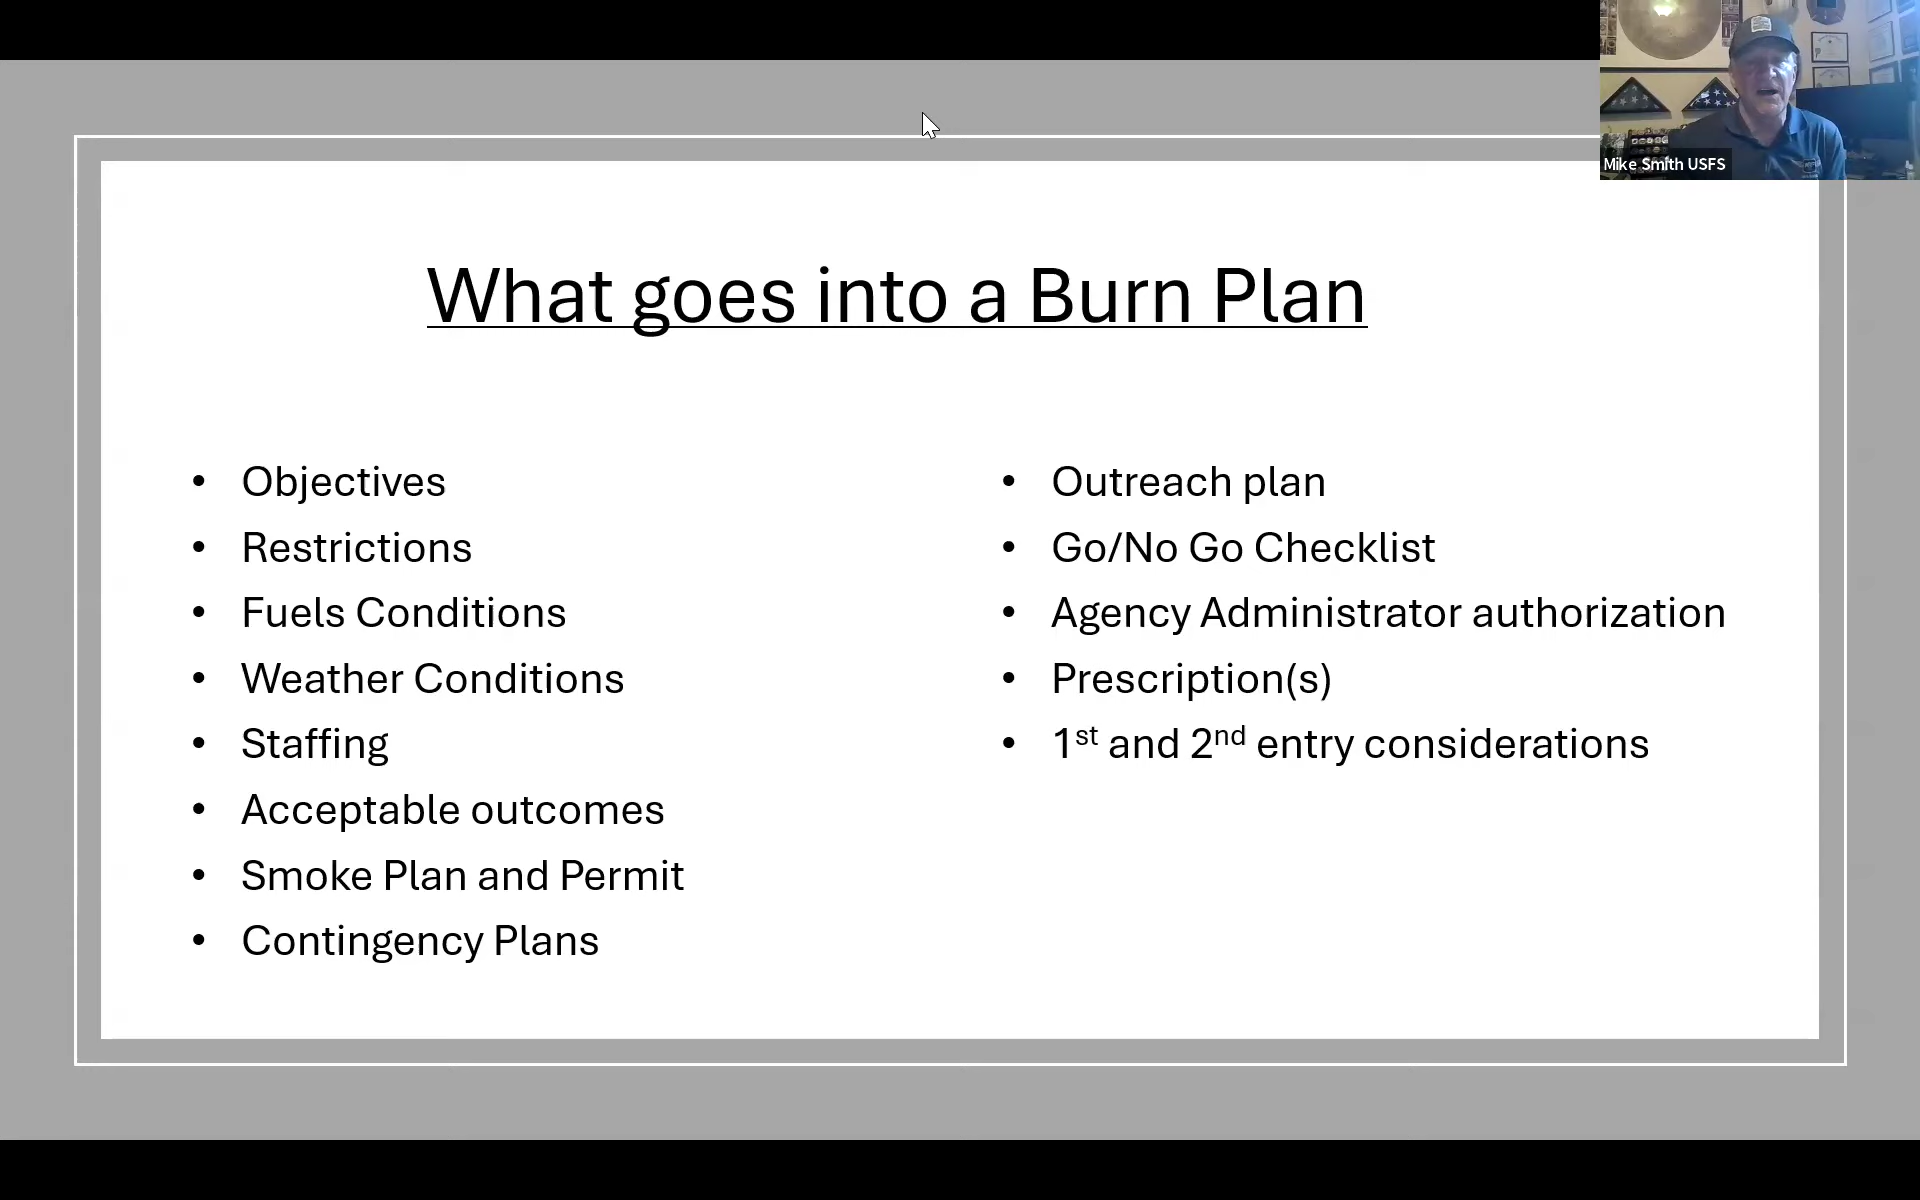 Mike Smith USFS
What goes into a Burn Plan
• Objectives
• Restrictions
• Fuels Conditions
• Weather Conditions
• Staffing
• Acceptable outcomes
• Smoke Plan and Permit
• Contingency Plans
• Outreach plan
• Go/No Go Checklist
• Agency Administrator authorization
• Prescription(s)
• 1st and 2nd entry considerations